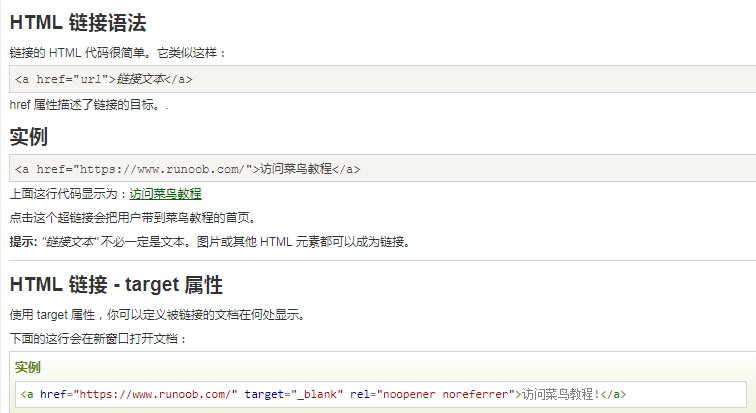 HTML 链接语法
链接的 HTML 代码很简单。它类似这样：
<a href="url">链接文本</a>
href 属性描述了链接的目标。.
实例
<a href="https://www.runoob.com/">访问菜鸟教程</a>
上面这行代码显示为：访问菜鸟教程
点击这个超链接会把用户带到菜鸟教程的首页。
提示: "链接文本" 不必一定是文本。图片或其他 HTML 元素都可以成为链接。
HTML 链接 - target 属性
使用 target 属性，你可以定义被链接的文档在何处显示。
下面的这行会在新窗口打开文档：
实例
<a href="https://www.runoob.com/" target="_blank" rel="noopener noreferrer">访问菜鸟教程!</a>